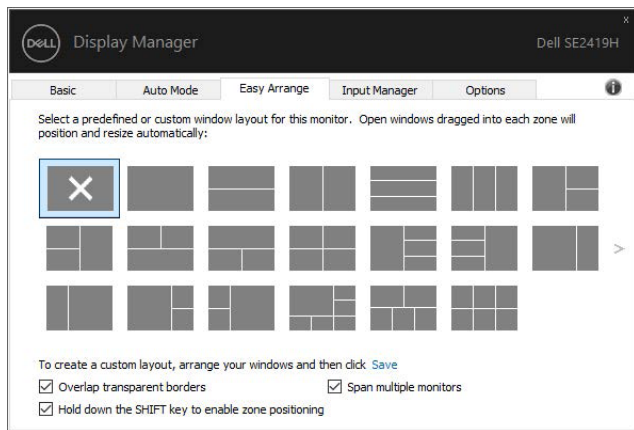 DELL Display Manager
Dell SE2419H
x
Basic Auto Mode Easy Arrange Input Manager Options i
Select a predefined or custom window layout for this monitor. Open windows dragged into each zone will
position and resize automatically:
>
To create a custom layout, arrange your windows and then click Save
Overlap transparent borders Span multiple monitors
Hold down the SHIFT key to enable zone positioning